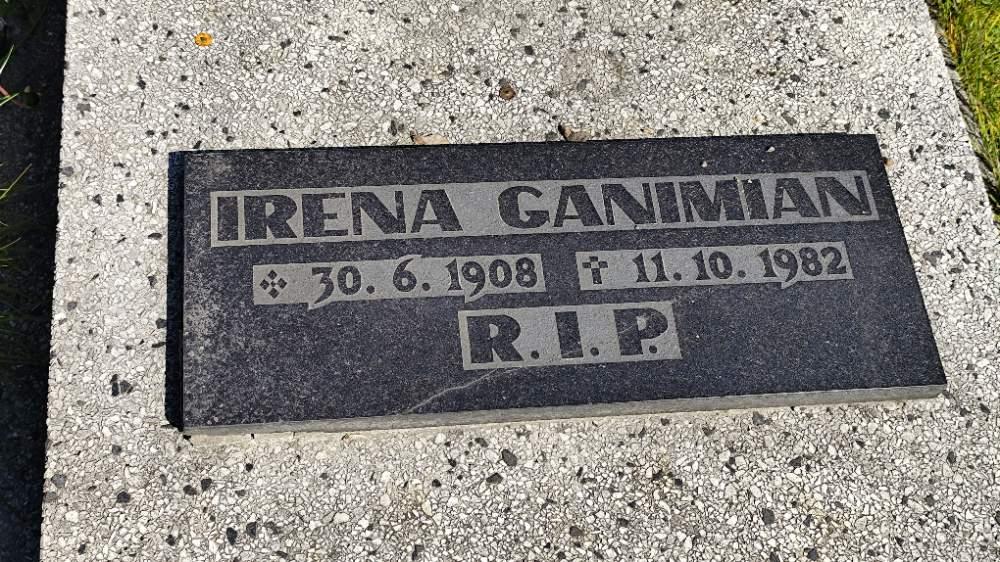 IRENA GANIMIAN
30. 6. 1908 † 11. 10. 1982
R. I. P.